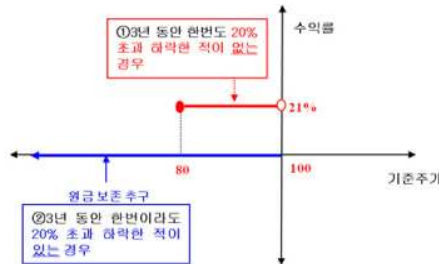 ①3년 동안 한번도 20%
초과 하락한 적이 없는
경우
수익률
21%
80
100
기준주가
원금보존추구
②3년 동안 한번이라도
20% 초과 하락한 적이
있는 경우